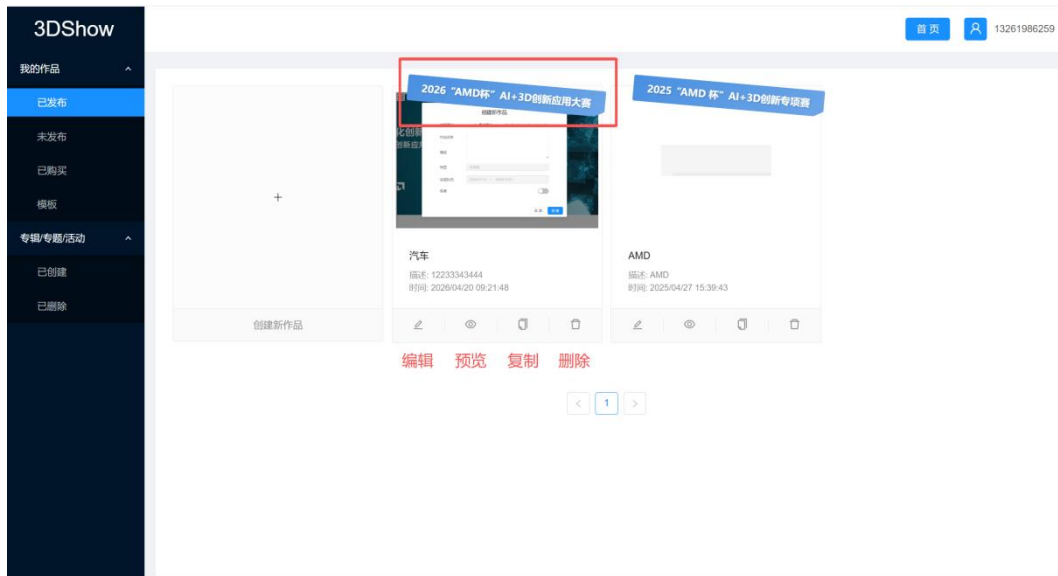 3DShow
首页
13261986259
我的作品
已发布
未发布
已购买
模板
专辑/专题/活动
已创建
已删除
+
创建新作品
2026 “AMD杯” AI+3D创新应用大赛
创建新作品
汽车
描述: 12233343444
时间: 2026/04/20 09:21:48
2025 “AMD 杯” AI+3D创新专项赛
AMD
描述: AMD
时间: 2025/04/27 15:39:43
编辑 预览 复制 删除
< 1 >